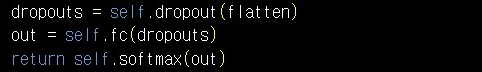 dropouts = self.dropout(flatten)
out = self.fc(dropouts)
return self.softmax(out)